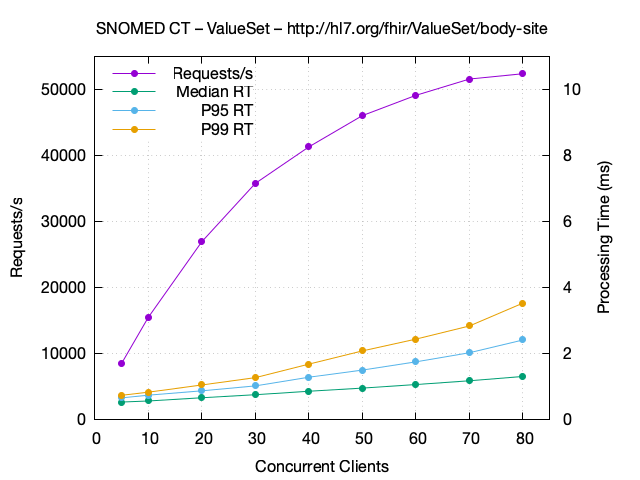 SNOMED CT – ValueSet – http://hl7.org/fhir/ValueSet/body-site
Requests/s
Median RT
P95 RT
P99 RT
50000
40000
30000
20000
10000
0
10
8
6
4
2
0
Requests/s
Processing Time (ms)
0 10 20 30 40 50 60 70 80
Concurrent Clients